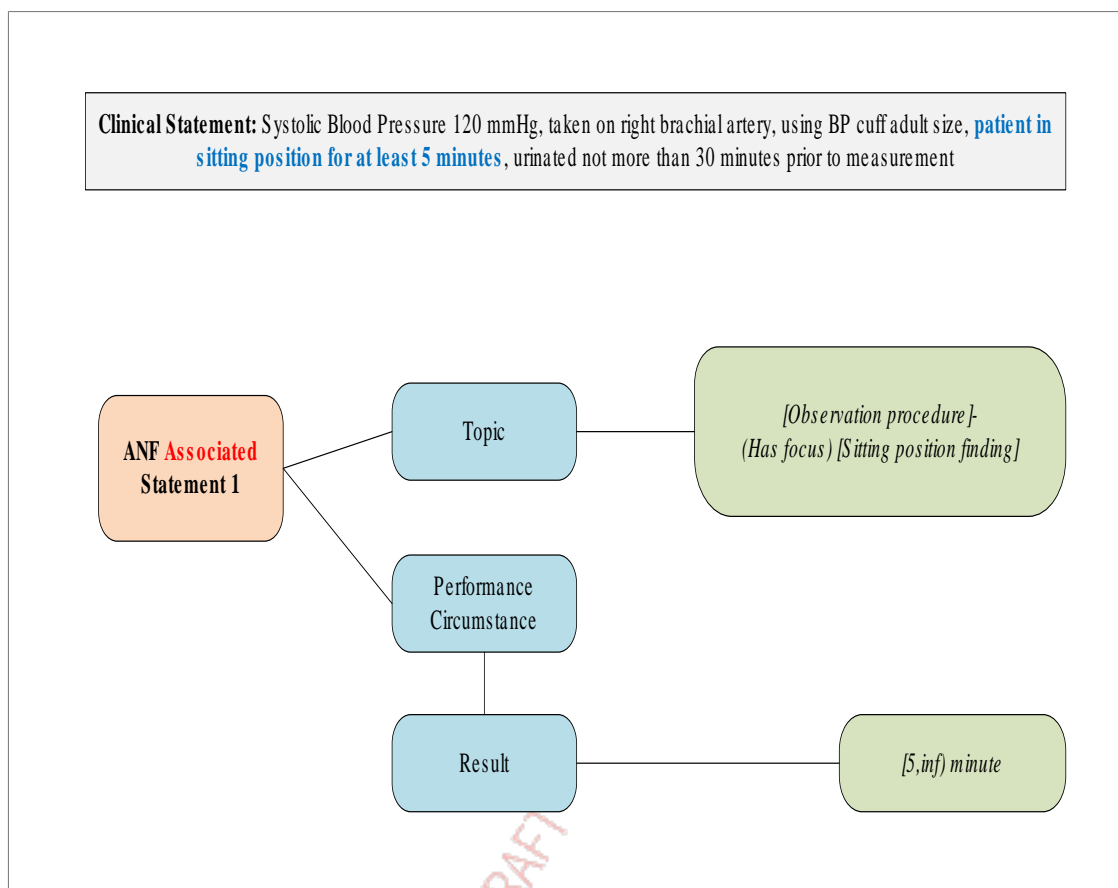 Clinical Statement: Systolic Blood Pressure 120 mmHg, taken on right brachial artery, using BP cuff adult size, patient in
sitting position for at least 5 minutes, urinated not more than 30 minutes prior to measurement
ANF Associated
Statement 1
Topic
[Observation procedure]-
(Has focus) [Sitting position finding]
Performance
Circumstance
Result
[5,inf) minute
RAFT